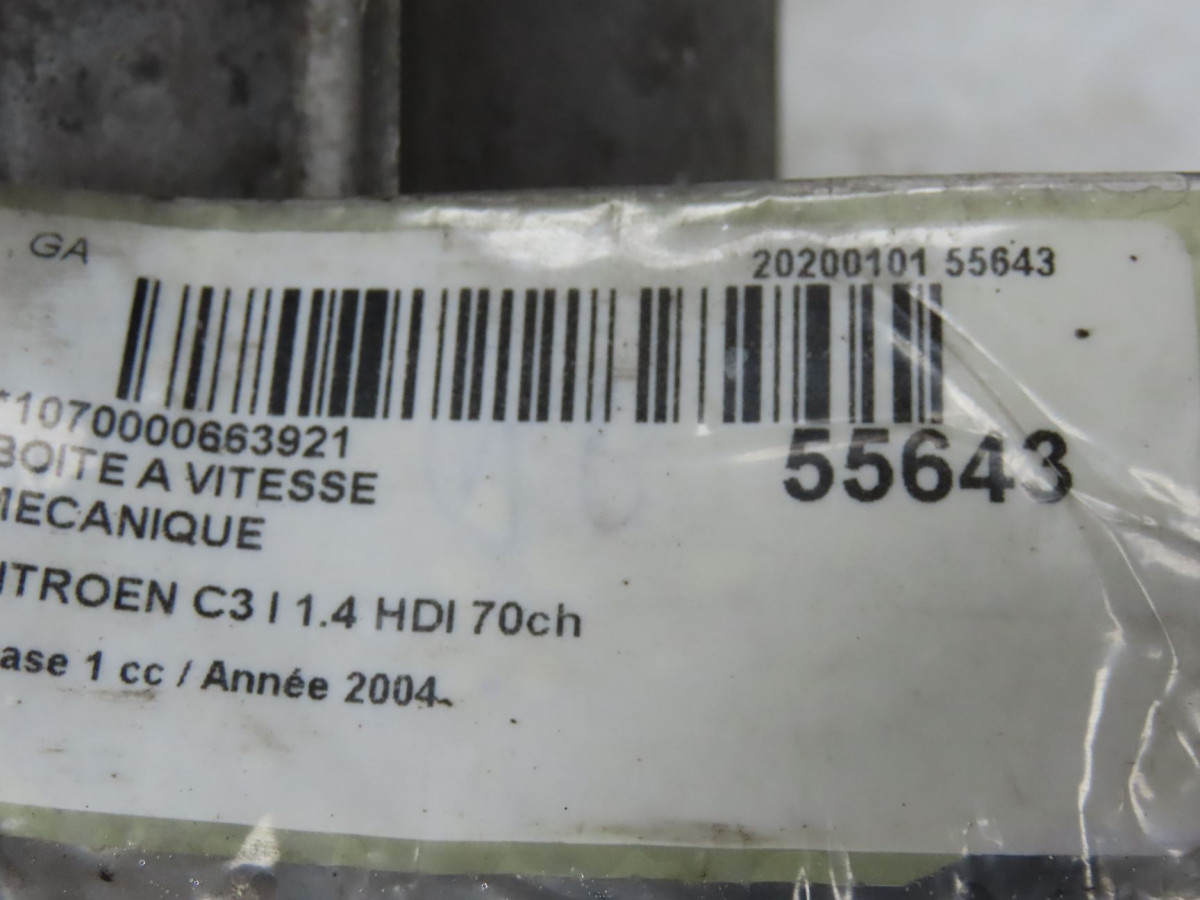 GA
20200101 55643
*1070000663921
55643
BOITE A VITESSE
MECANIQUE
ITROEN C3 I 1.4 HDI 70ch
ase 1 cc / Année 2004